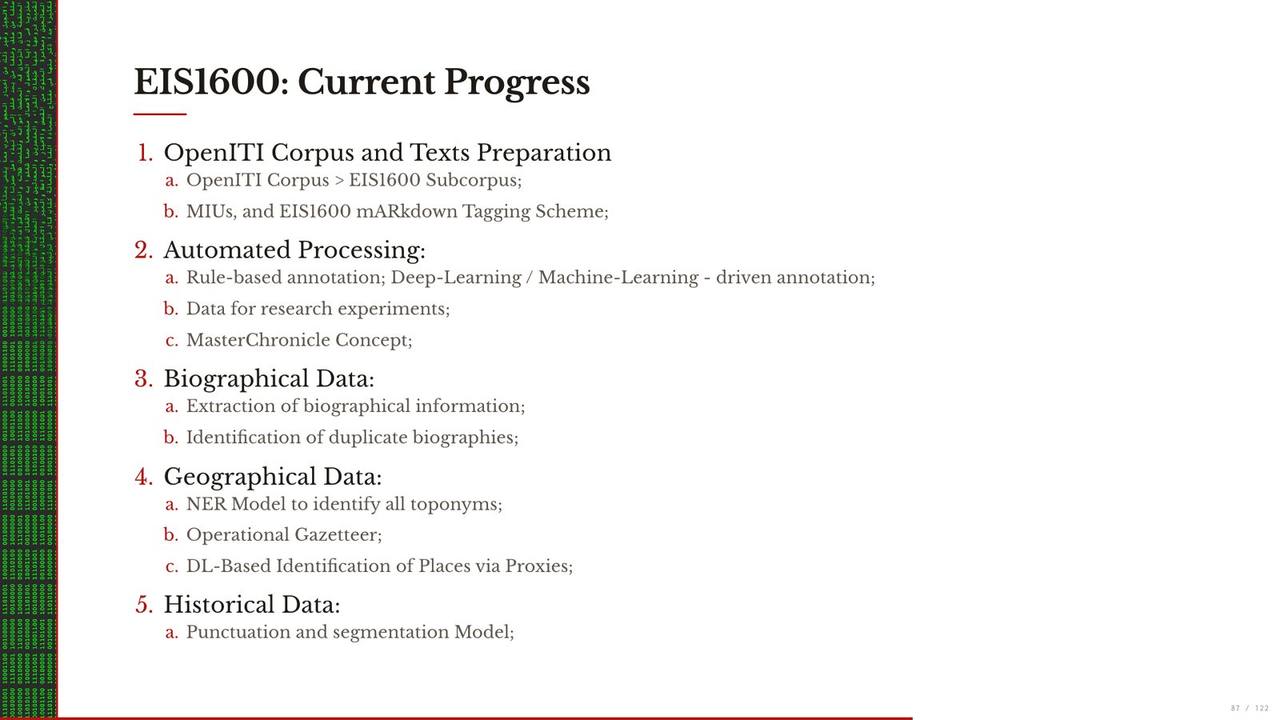 EIS1600: Current Progress
1. OpenITI Corpus and Texts Preparation
a. OpenITI Corpus > EIS1600 Subcorpus;
b. MIUs, and EIS1600 mARkdown Tagging Scheme;
2. Automated Processing:
a. Rule-based annotation; Deep-Learning / Machine-Learning - driven annotation;
b. Data for research experiments;
c. MasterChronicle Concept;
3. Biographical Data:
a. Extraction of biographical information;
b. Identification of duplicate biographies;
4. Geographical Data:
a. NER Model to identify all toponyms;
b. Operational Gazetteer;
c. DL-Based Identification of Places via Proxies;
5. Historical Data:
a. Punctuation and segmentation Model;
87 / 122